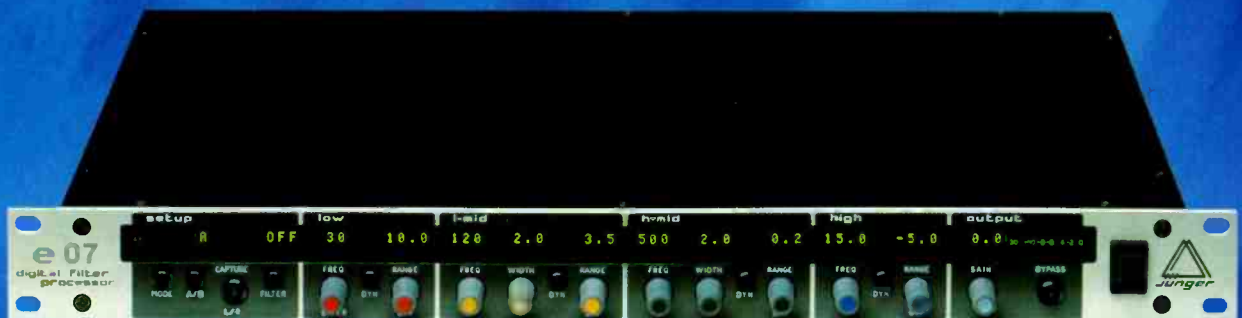 setup low l-mid h-mid high output
A OFF 30 10.0 120 2.0 3.5 500 2.0 0.2 15.0 -5.0 0.0
e 07
digital filter
processor
MODE A/B CAPTURE FILTER
FREQ DYN RANGE
FREQ WIDTH DYN RANGE
FREQ WIDTH DYN RANGE
FREQ DYN RANGE
GAIN BYPASS
Junger